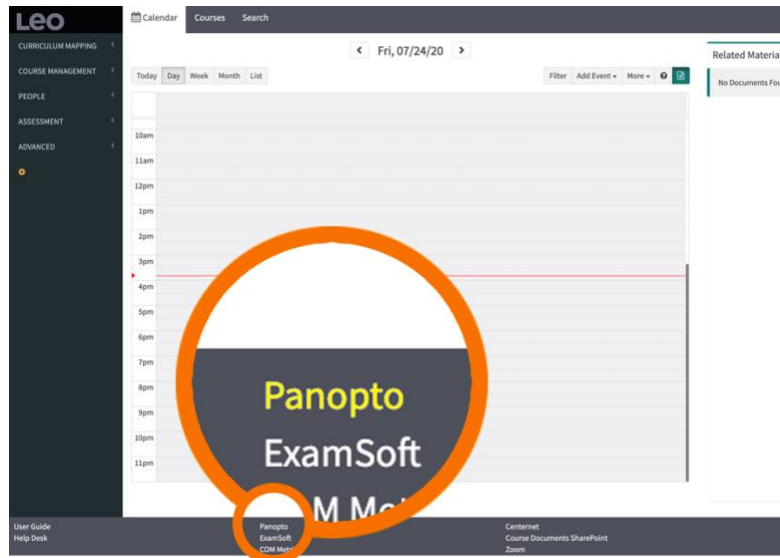 Leo
Calendar Courses Search
CURRICULUM MAPPING
COURSE MANAGEMENT
PEOPLE
ASSESSMENT
ADVANCED
Fri, 07/24/20
Today Day Week Month List
Filter Add Event More
Related Materia
No Documents Fou
10am
11am
12pm
1pm
2pm
3pm
4pm
5pm
6pm
7pm
8pm
9pm
10pm
11pm
Panopto
ExamSoft
User Guide
Help Desk
Panopto
ExamSoft
COM Met
Centernet
Course Documents SharePoint
Zoom